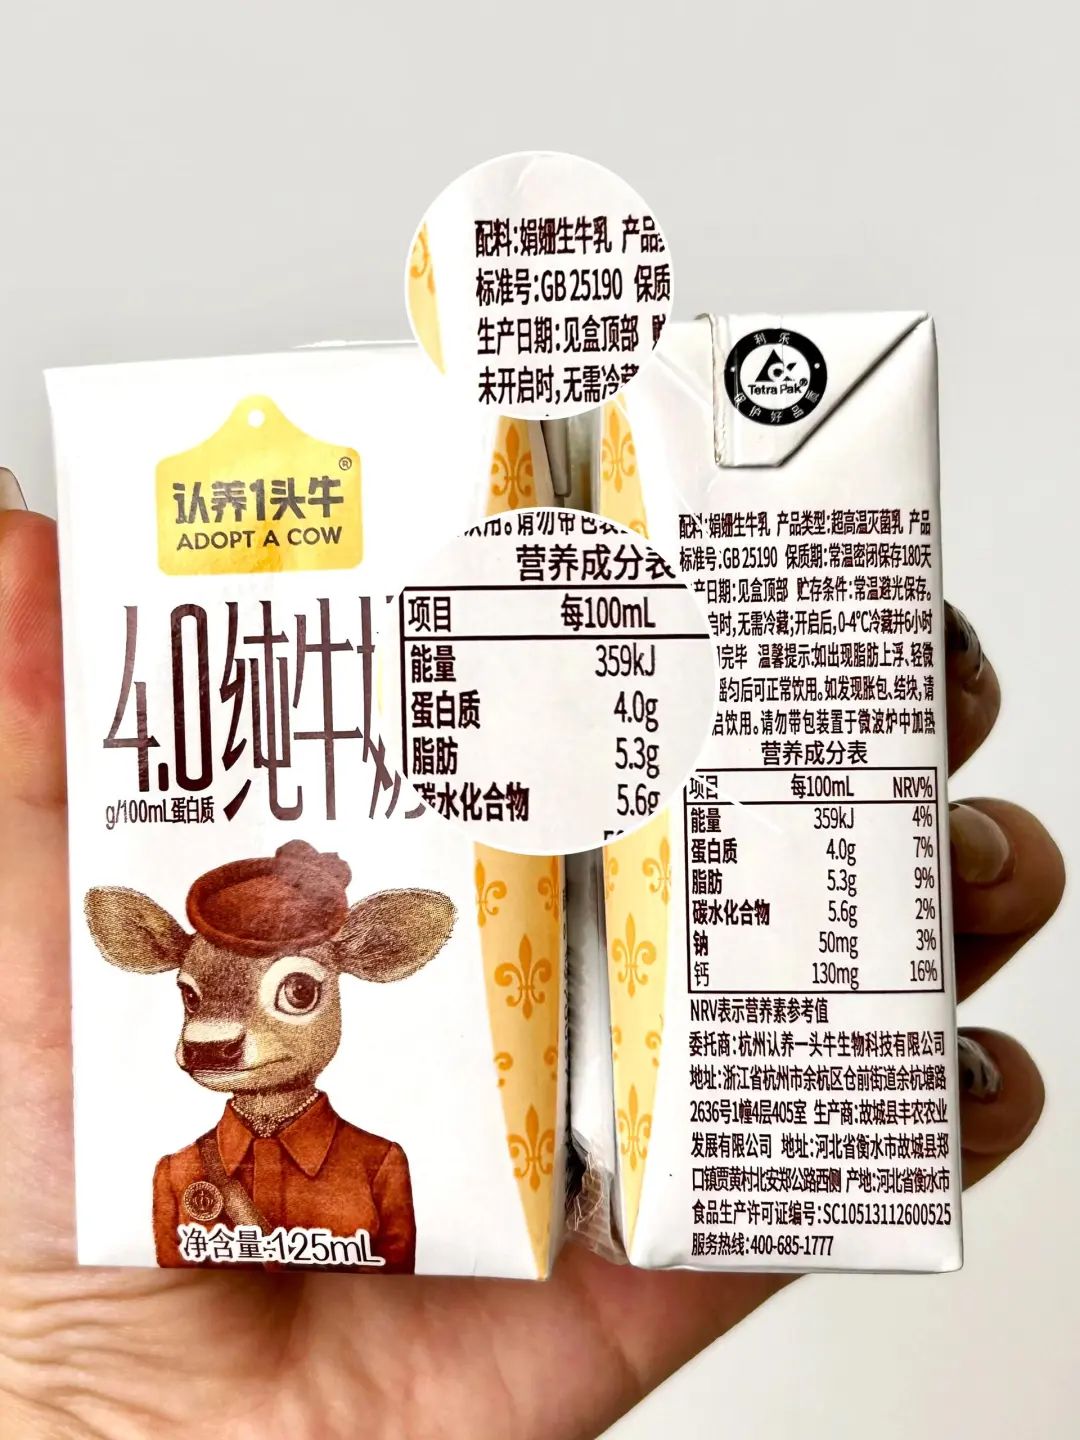 配料:娟姗生牛乳 产品
标准号:GB 25190 保质
生产日期:见盒顶部 贮
未开启时,无需冷藏
利乐
Tetra Pak®
保护好品质
认养1头牛®
ADOPT A COW
4.0纯牛奶
g/100mL蛋白质
净含量:125mL
饮用。请勿带包装
营养成分表
项目 每100mL
能量 359kJ
蛋白质 4.0g
脂肪 5.3g
碳水化合物 5.6g
配料:娟姗生牛乳 产品类型:超高温灭菌乳 产品
标准号:GB 25190 保质期:常温密闭保存180天
产日期:见盒顶部 贮存条件:常温避光保存。
启时,无需冷藏;开启后,0-4℃冷藏并6小时
完毕 温馨提示:如出现脂肪上浮、轻微
摇匀后可正常饮用。如发现胀包、结块,请
启饮用。请勿带包装置于微波炉中加热
营养成分表
项目 每100mL NRV%
能量 359kJ 4%
蛋白质 4.0g 7%
脂肪 5.3g 9%
碳水化合物 5.6g 2%
钠 50mg 3%
钙 130mg 16%
NRV表示营养素参考值
委托商:杭州认养一头牛生物科技有限公司
地址:浙江省杭州市余杭区仓前街道余杭塘路
2636号1幢4层405室 生产商:故城县丰农农业
发展有限公司 地址:河北省衡水市故城县郑
口镇贾黄村北安郑公路西侧 产地:河北省衡水市
食品生产许可证编号:SC10513112600525
服务热线:400-685-1777